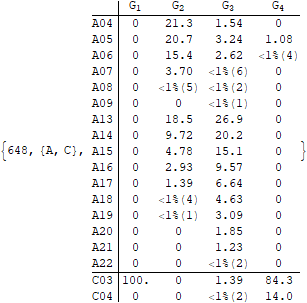 G₁ G₂ G₃ G₄
A04 0 21.3 1.54 0
A05 0 20.7 3.24 1.08
A06 0 15.4 2.62 <1%(4)
A07 0 3.70 <1%(6) 0
A08 0 <1%(5) <1%(2) 0
A09 0 0 <1%(1) 0
A13 0 18.5 26.9 0
A14 0 9.72 20.2 0
{648, {A, C}, A15 0 4.78 15.1 0 }
A16 0 2.93 9.57 0
A17 0 1.39 6.64 0
A18 0 <1%(4) 4.63 0
A19 0 <1%(1) 3.09 0
A20 0 0 1.85 0
A21 0 0 1.23 0
A22 0 0 <1%(2) 0
C03 100. 0 1.39 84.3
C04 0 0 <1%(2) 14.0